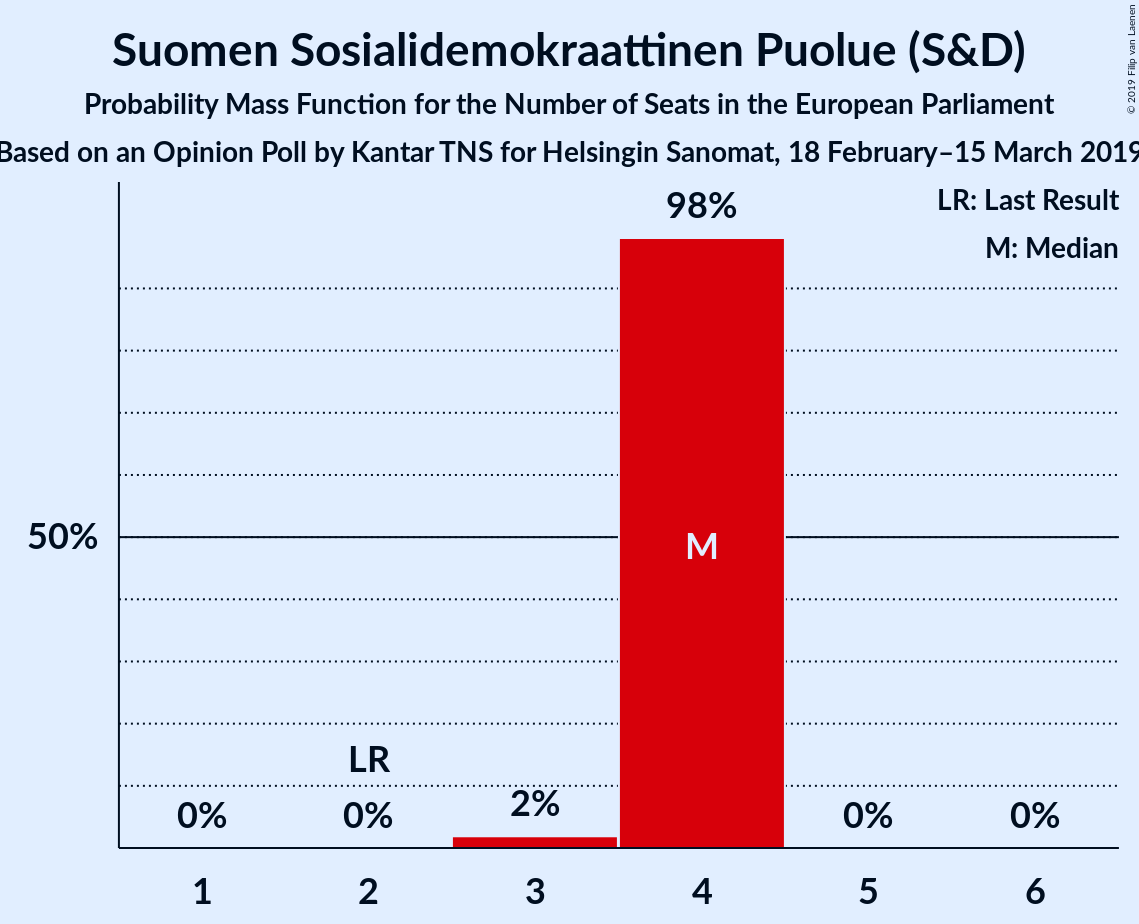 Suomen Sosialidemokraattinen Puolue (S&D)
Probability Mass Function for the Number of Seats in the European Parliament
Based on an Opinion Poll by Kantar TNS for Helsingin Sanomat, 18 February–15 March 2019
© 2019 Filip van Laenen
LR: Last Result
M: Median
98%
50%
M
LR
0%
0%
2%
0%
0%
1
2
3
4
5
6